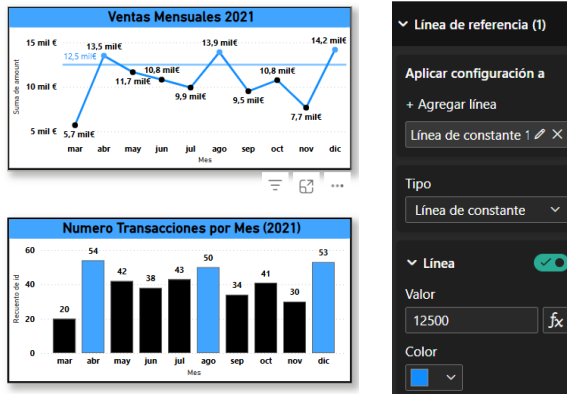 Ventas Mensuales 2021
15 mil €
10 mil €
5 mil €
Suma de amount
12,5 mil€
5,7 mil€
13,5 mil€
11,7 mil€
10,8 mil€
9,9 mil€
13,9 mil€
9,5 mil€
10,8 mil€
7,7 mil€
14,2 mil€
mar abr may jun jul ago sep oct nov dic
Mes
Numero Transacciones por Mes (2021)
60
40
20
0
Recuento de id
20 54 42 38 43 50 34 41 30 53
mar abr may jun jul ago sep oct nov dic
Mes
Línea de referencia (1)
Aplicar configuración a
+ Agregar línea
Línea de constante 1
Tipo
Línea de constante
Línea
Valor
12500
fx
Color